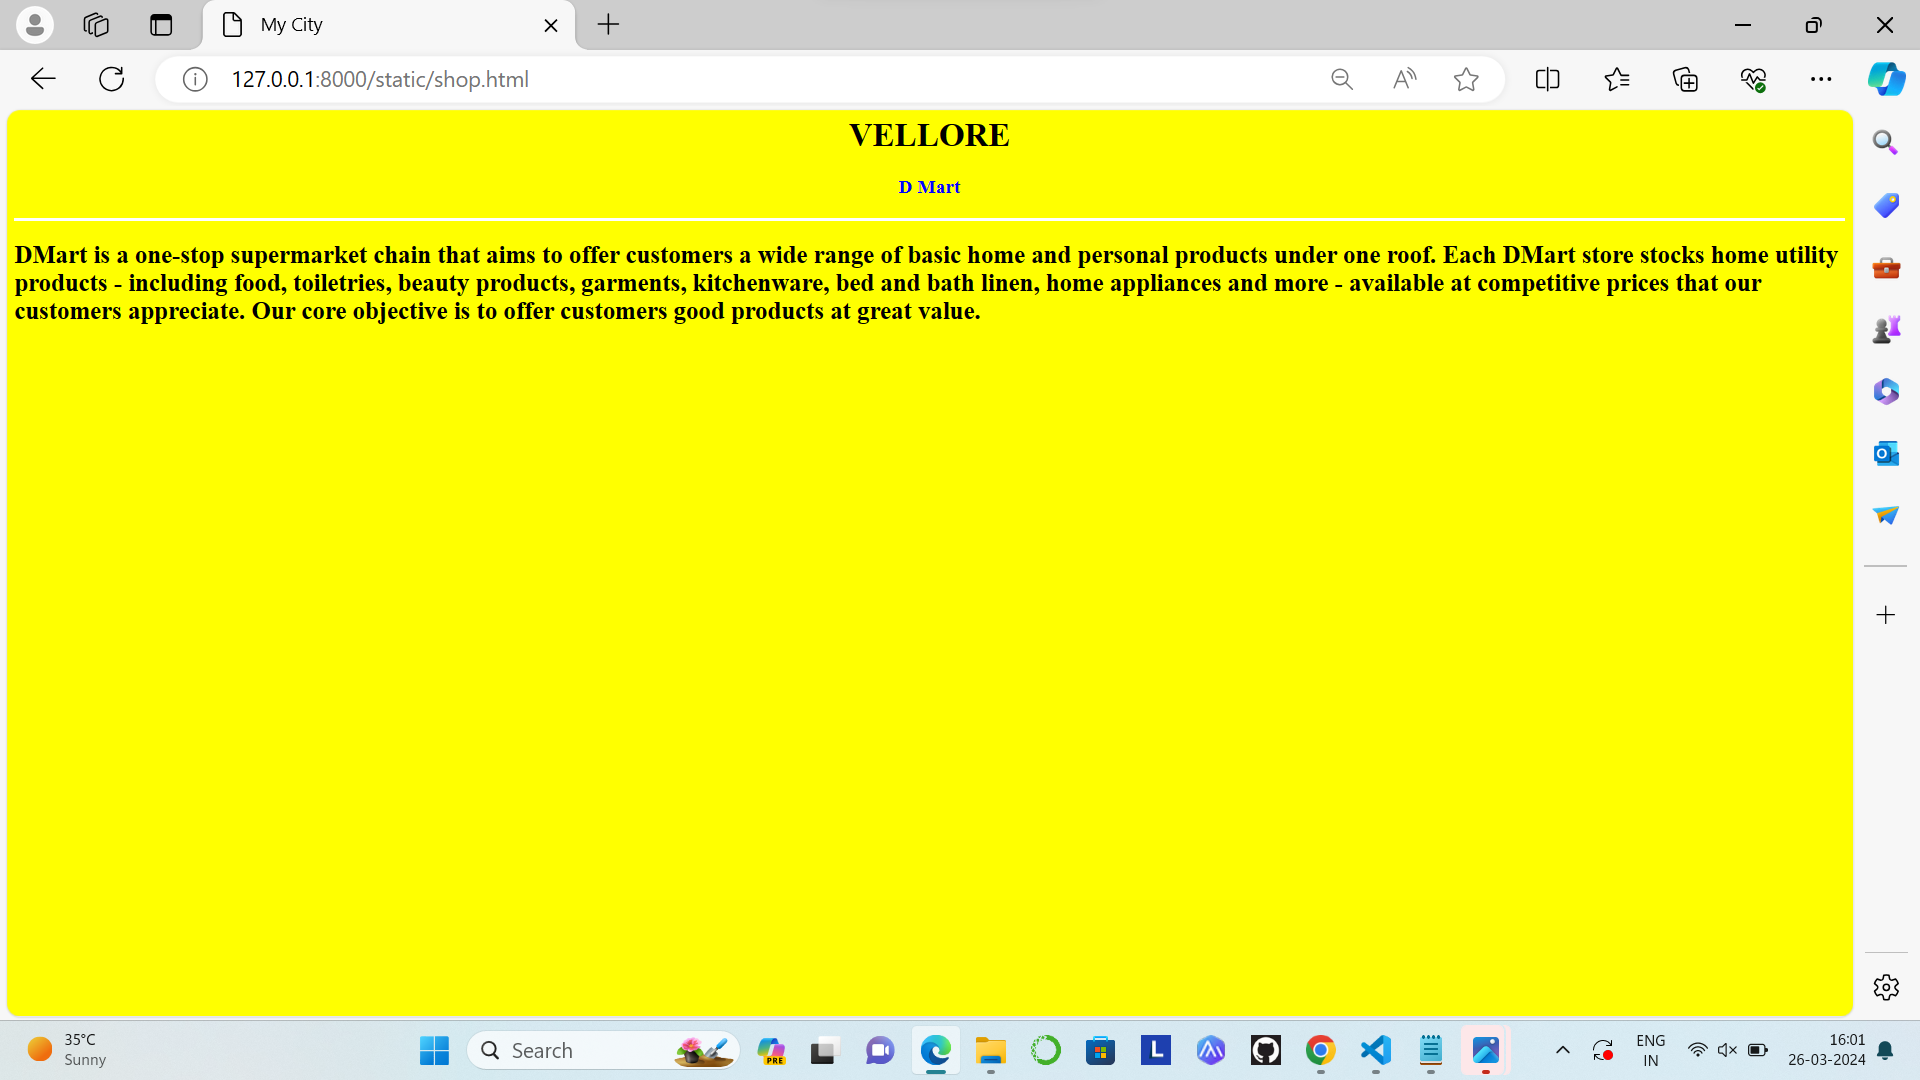 My City
127.0.0.1:8000/static/shop.html
VELLORE
D Mart
DMart is a one-stop supermarket chain that aims to offer customers a wide range of basic home and personal products under one roof. Each DMart store stocks home utility
products - including food, toiletries, beauty products, garments, kitchenware, bed and bath linen, home appliances and more - available at competitive prices that our
customers appreciate. Our core objective is to offer customers good products at great value.
35°C
Sunny
Search
PRE
L
ENG
IN
16:01
26-03-2024